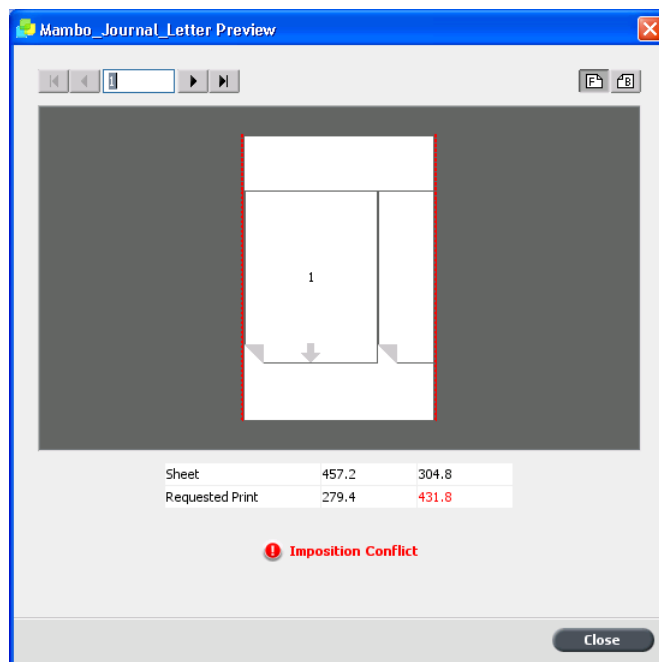 Mambo_Journal_Letter Preview
1
F B
1
Sheet 457.2 304.8
Requested Print 279.4 431.8
! Imposition Conflict
Close